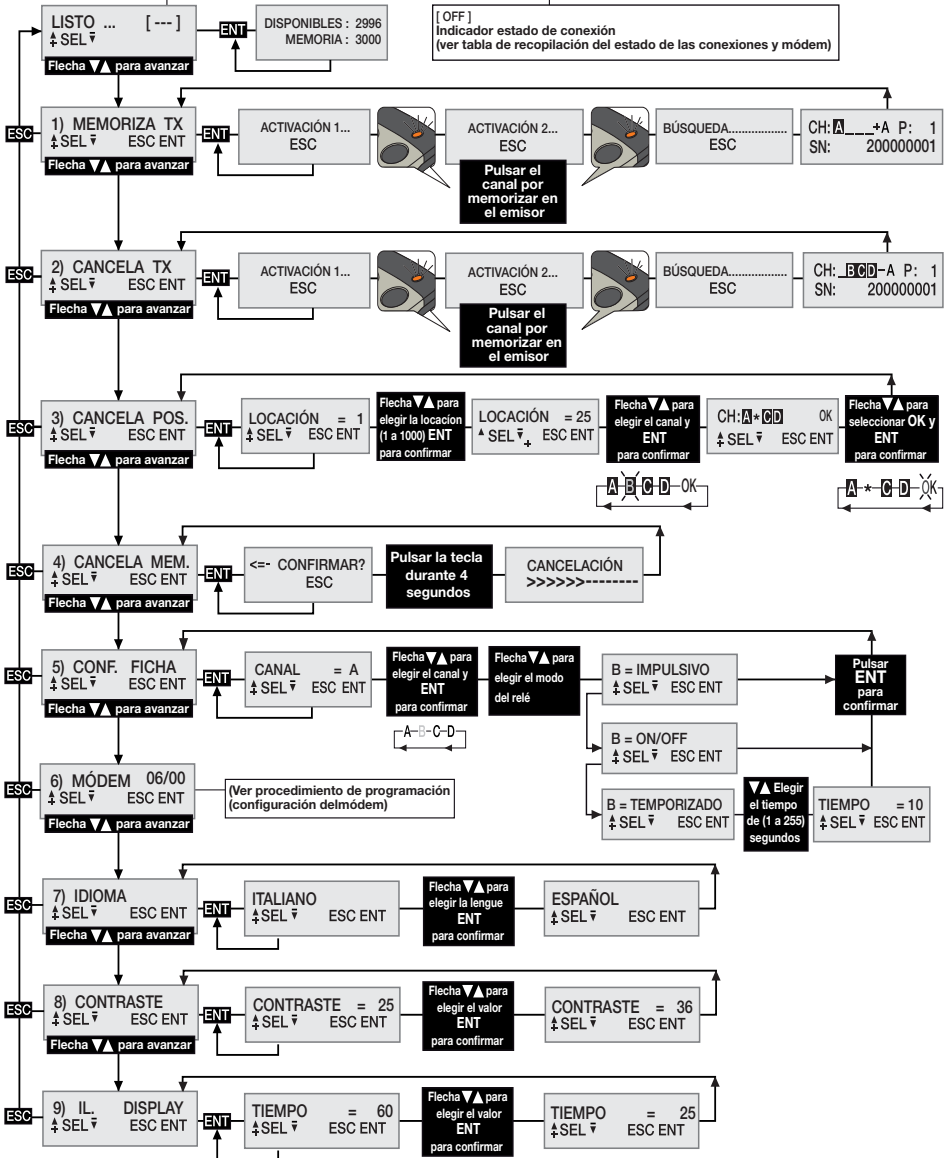 LISTO ... [ --- ]
SEL
Flecha ▼▲ para avanzar
ENT
DISPONIBLES : 2996
MEMORIA : 3000
[ OFF ]
Indicador estado de conexión
(ver tabla de recopilación del estado de las conexiones y módem)
ESC
1) MEMORIZA TX
SEL ESC ENT
Flecha ▼▲ para avanzar
ENT
ACTIVACIÓN 1...
ESC
ACTIVACIÓN 2...
ESC
Pulsar el
canal por
memorizar en
el emisor
BÚSQUEDA................
ESC
CH:A___+A P: 1
SN: 200000001
ESC
2) CANCELA TX
SEL ESC ENT
Flecha ▼▲ para avanzar
ENT
ACTIVACIÓN 1...
ESC
ACTIVACIÓN 2...
ESC
Pulsar el
canal por
memorizar en
el emisor
BÚSQUEDA................
ESC
CH: _BCD-A P: 1
SN: 200000001
ESC
3) CANCELA POS.
SEL ESC ENT
Flecha ▼▲ para avanzar
ENT
LOCACIÓN = 1
SEL ESC ENT
Flecha ▼▲ para
elegir la locacíon
(1 a 1000) ENT
para confirmar
LOCACIÓN = 25
SEL + ESC ENT
Flecha ▼▲ para
elegir el canal y
ENT
para confirmar
A-B-C-D-OK
CH:A*CD OK
SEL ESC ENT
Flecha ▼▲ para
seleccionar OK y
ENT
para confirmar
A-*-C-D-OK
ESC
4) CANCELA MEM.
SEL ESC ENT
Flecha ▼▲ para avanzar
ENT
<=- CONFIRMAR?
ESC
Pulsar la tecla
durante 4
segundos
CANCELACIÓN
>>>>>>--------
ESC
5) CONF. FICHA
SEL ESC ENT
Flecha ▼▲ para avanzar
ENT
CANAL = A
SEL ESC ENT
Flecha ▼▲ para
elegir el canal y
ENT
para confirmar
A-B-C-D
Flecha ▼▲ para
elegir el modo
del relé
B = IMPULSIVO
SEL ESC ENT
B = ON/OFF
SEL ESC ENT
B = TEMPORIZADO
SEL ESC ENT
▼▲ Elegir
el tiempo
de (1 a 255)
segundos
TIEMPO = 10
SEL ESC ENT
Pulsar
ENT
para
confirmar
ESC
6) MÓDEM 06/00
SEL ESC ENT
Flecha ▼▲ para avanzar
(Ver procedimiento de programación
(configuración delmódem)
ESC
7) IDIOMA
SEL ESC ENT
Flecha ▼▲ para avanzar
ENT
ITALIANO
SEL ESC ENT
Flecha ▼▲ para
elegir la lengue
ENT
para confirmar
ESPAÑOL
SEL ESC ENT
ESC
8) CONTRASTE
SEL ESC ENT
Flecha ▼▲ para avanzar
ENT
CONTRASTE = 25
SEL ESC ENT
Flecha ▼▲ para
elegir el valor
ENT
para confirmar
CONTRASTE = 36
SEL ESC ENT
ESC
9) IL. DISPLAY
SEL ESC ENT
ENT
TIEMPO = 60
SEL ESC ENT
Flecha ▼▲ para
elegir el valor
ENT
para confirmar
TIEMPO = 25
SEL ESC ENT